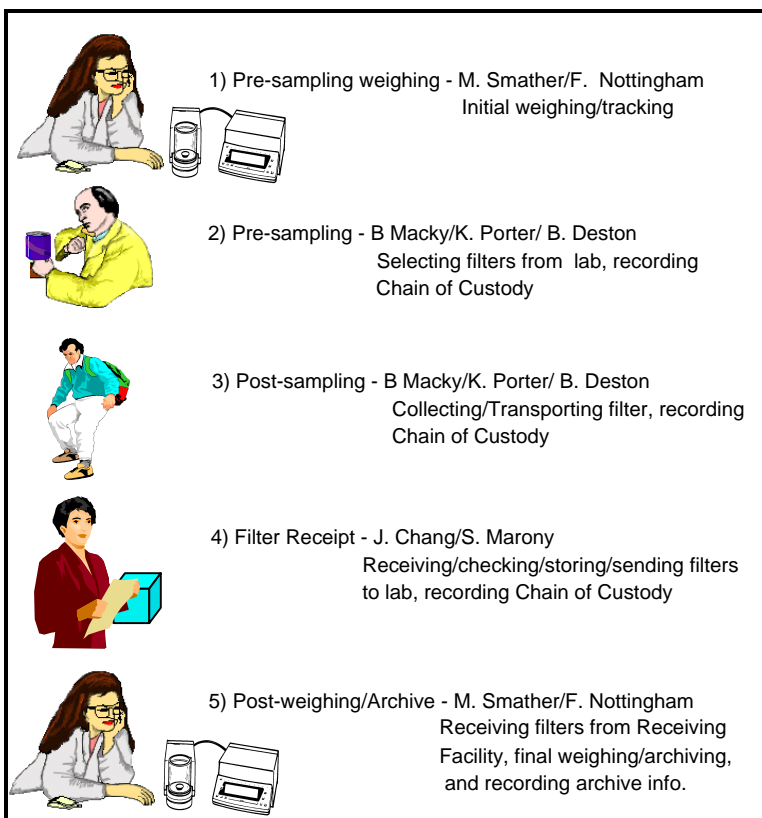 1) Pre-sampling weighing - M. Smather/F. Nottingham
Initial weighing/tracking
2) Pre-sampling - B Macky/K. Porter/ B. Deston
Selecting filters from lab, recording
Chain of Custody
3) Post-sampling - B Macky/K. Porter/ B. Deston
Collecting/Transporting filter, recording
Chain of Custody
4) Filter Receipt - J. Chang/S. Marony
Receiving/checking/storing/sending filters
to lab, recording Chain of Custody
5) Post-weighing/Archive - M. Smather/F. Nottingham
Receiving filters from Receiving
Facility, final weighing/archiving,
and recording archive info.